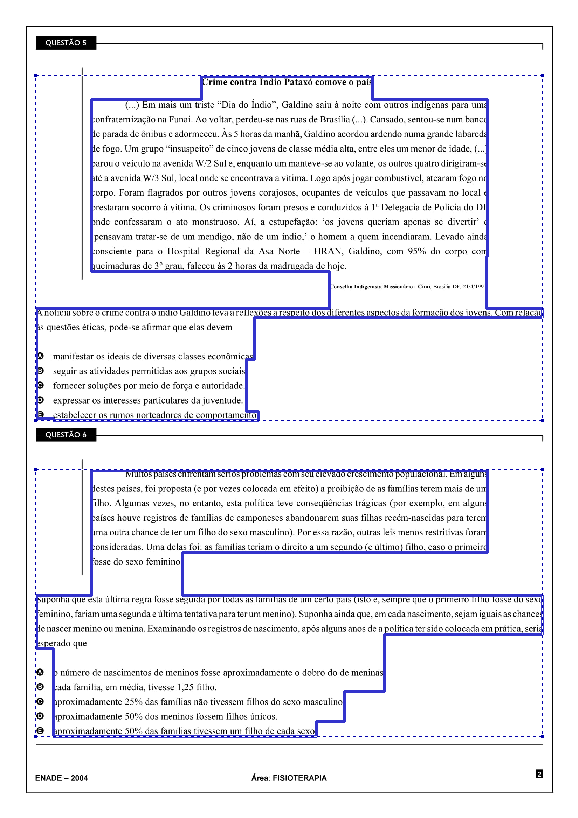 QUESTÃO 5
Crime contra Índio Pataxó comove o país
(...) Em mais um triste “Dia do Índio”, Galdino saiu à noite com outros indígenas para uma
confraternização na Funai. Ao voltar, perdeu-se nas ruas de Brasília (...). Cansado, sentou-se num banco
de parada de ônibus e adormeceu. Às 5 horas da manhã, Galdino acordou ardendo numa grande labareda
de fogo. Um grupo “insuspeito” de cinco jovens de classe média alta, entre eles um menor de idade, (...)
parou o veículo na avenida W/2 Sul e, enquanto um manteve-se ao volante, os outros quatro dirigiram-se
até a avenida W/3 Sul, local onde se encontrava a vítima. Logo após jogar combustível, atearam fogo no
corpo. Foram flagrados por outros jovens corajosos, ocupantes de veículos que passavam no local e
prestaram socorro à vítima. Os criminosos foram presos e conduzidos à 1ª Delegacia de Polícia do DF
onde confessaram o ato monstruoso. Aí, a estupefação: ‘os jovens queriam apenas se divertir’ e
‘pensavam tratar-se de um mendigo, não de um índio,’ o homem a quem incendiaram. Levado ainda
consciente para o Hospital Regional da Asa Norte – HRAN, Galdino, com 95% do corpo com
queimaduras de 3º grau, faleceu às 2 horas da madrugada de hoje.
Conselho Indigenista Missionário - Cimi, Brasília-DF,
A notícia sobre o crime contra o índio Galdino leva a reflexões a respeito dos diferentes aspectos da formação dos jovens. Com relação
às questões éticas, pode-se afirmar que elas devem
A manifestar os ideais de diversas classes econômicas.
B seguir as atividades permitidas aos grupos sociais.
C fornecer soluções por meio de força e autoridade.
D expressar os interesses particulares da juventude.
E estabelecer os rumos norteadores de comportamento.
QUESTÃO 6
Muitos países enfrentam sérios problemas com seu elevado crescimento populacional. Em alguns
destes países, foi proposta (e por vezes colocada em efeito) a proibição de as famílias terem mais de um
filho. Algumas vezes, no entanto, esta política teve conseqüências trágicas (por exemplo, em alguns
países houve registros de famílias de camponeses abandonarem suas filhas recém-nascidas para terem
uma outra chance de ter um filho do sexo masculino). Por essa razão, outras leis menos restritivas foram
consideradas. Uma delas foi: as famílias teriam o direito a um segundo (e último) filho, caso o primeiro
fosse do sexo feminino.
Suponha que esta última regra fosse seguida por todas as famílias de um certo país (isto é, sempre que o primeiro filho fosse do sexo
feminino, fariam uma segunda e última tentativa para ter um menino). Suponha ainda que, em cada nascimento, sejam iguais as chances
de nascer menino ou menina. Examinando os registros de nascimento, após alguns anos de a política ter sido colocada em prática, seria
esperado que
A o número de nascimentos de meninos fosse aproximadamente o dobro do de meninas.
B cada família, em média, tivesse 1,25 filho.
C aproximadamente 25% das famílias não tivessem filhos do sexo masculino.
D aproximadamente 50% dos meninos fossem filhos únicos.
E aproximadamente 50% das famílias tivessem um filho de cada sexo.
ENADE – 2004
Área: FISIOTERAPIA
2